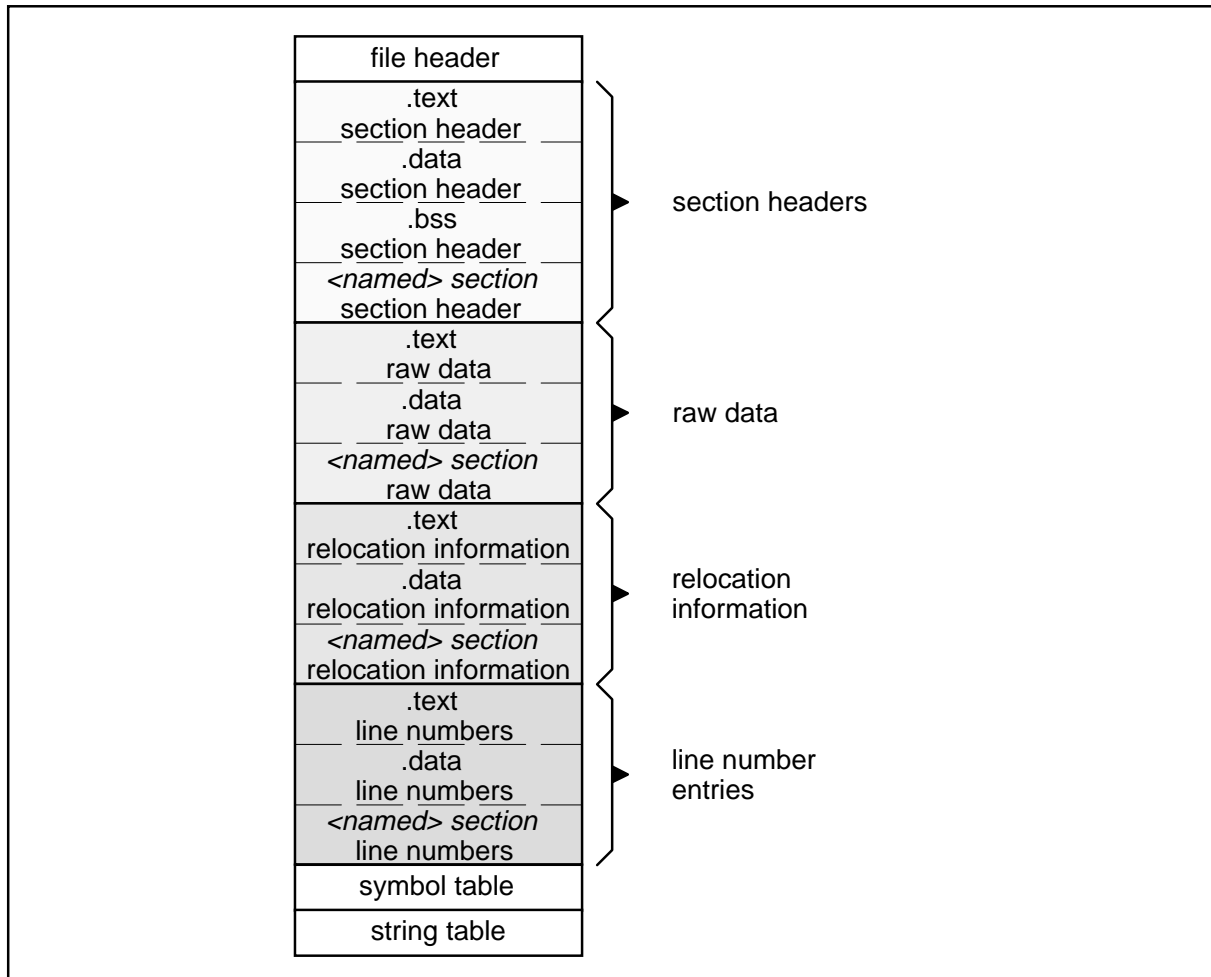 file header
.text
section header
.data
section header
.bss
section header
<named> section
section header
section headers
.text
raw data
.data
raw data
<named> section
raw data
raw data
.text
relocation information
.data
relocation information
<named> section
relocation information
relocation
information
.text
line numbers
.data
line numbers
<named> section
line numbers
line number
entries
symbol table
string table